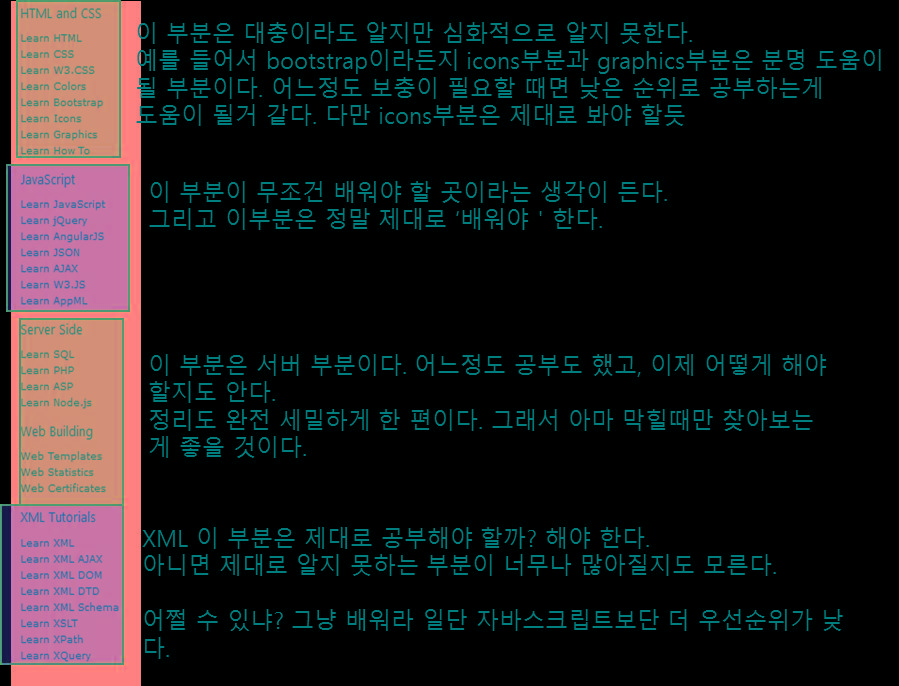 HTML and CSS
Learn HTML
Learn CSS
Learn W3.CSS
Learn Colors
Learn Bootstrap
Learn Icons
Learn Graphics
Learn How To
이 부분은 대충이라도 알지만 심화적으로 알지 못한다.
예를 들어서 bootstrap이라든지 icons부분과 graphics부분은 분명 도움이
될 부분이다. 어느정도 보충이 필요할 때면 낮은 순위로 공부하는게
도움이 될거 같다. 다만 icons부분은 제대로 봐야 할듯
JavaScript
Learn JavaScript
Learn jQuery
Learn AngularJS
Learn JSON
Learn AJAX
Learn W3.JS
Learn AppML
이 부분이 무조건 배워야 할 곳이라는 생각이 든다.
그리고 이부분은 정말 제대로 '배워야 ' 한다.
Server Side
Learn SQL
Learn PHP
Learn ASP
Learn Node.js
Web Building
Web Templates
Web Statistics
Web Certificates
이 부분은 서버 부분이다. 어느정도 공부도 했고, 이제 어떻게 해야
할지도 안다.
정리도 완전 세밀하게 한 편이다. 그래서 아마 막힐때만 찾아보는
게 좋을 것이다.
XML Tutorials
Learn XML
Learn XML AJAX
Learn XML DOM
Learn XML DTD
Learn XML Schema
Learn XSLT
Learn XPath
Learn XQuery
XML 이 부분은 제대로 공부해야 할까? 해야 한다.
아니면 제대로 알지 못하는 부분이 너무나 많아질지도 모른다.
어쩔 수 있냐? 그냥 배워라 일단 자바스크립트보단 더 우선순위가 낮
다.